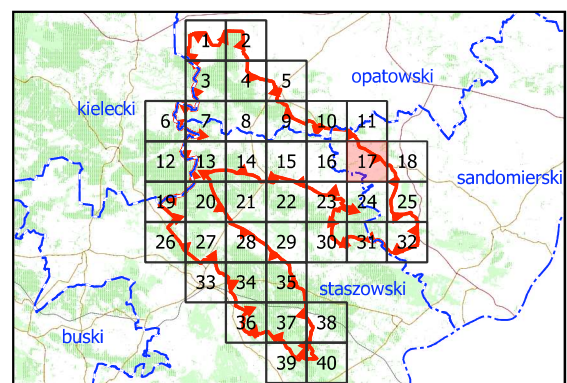 1 2
3 4 5
opatowski
kielecki
6 7 8 9 10 11
12 13 14 15 16 17 18
sandomierski
19 20 21 22 23 24 25
26 27 28 29 30 31 32
33 34 35
staszowski
36 37 38
buski
39 40